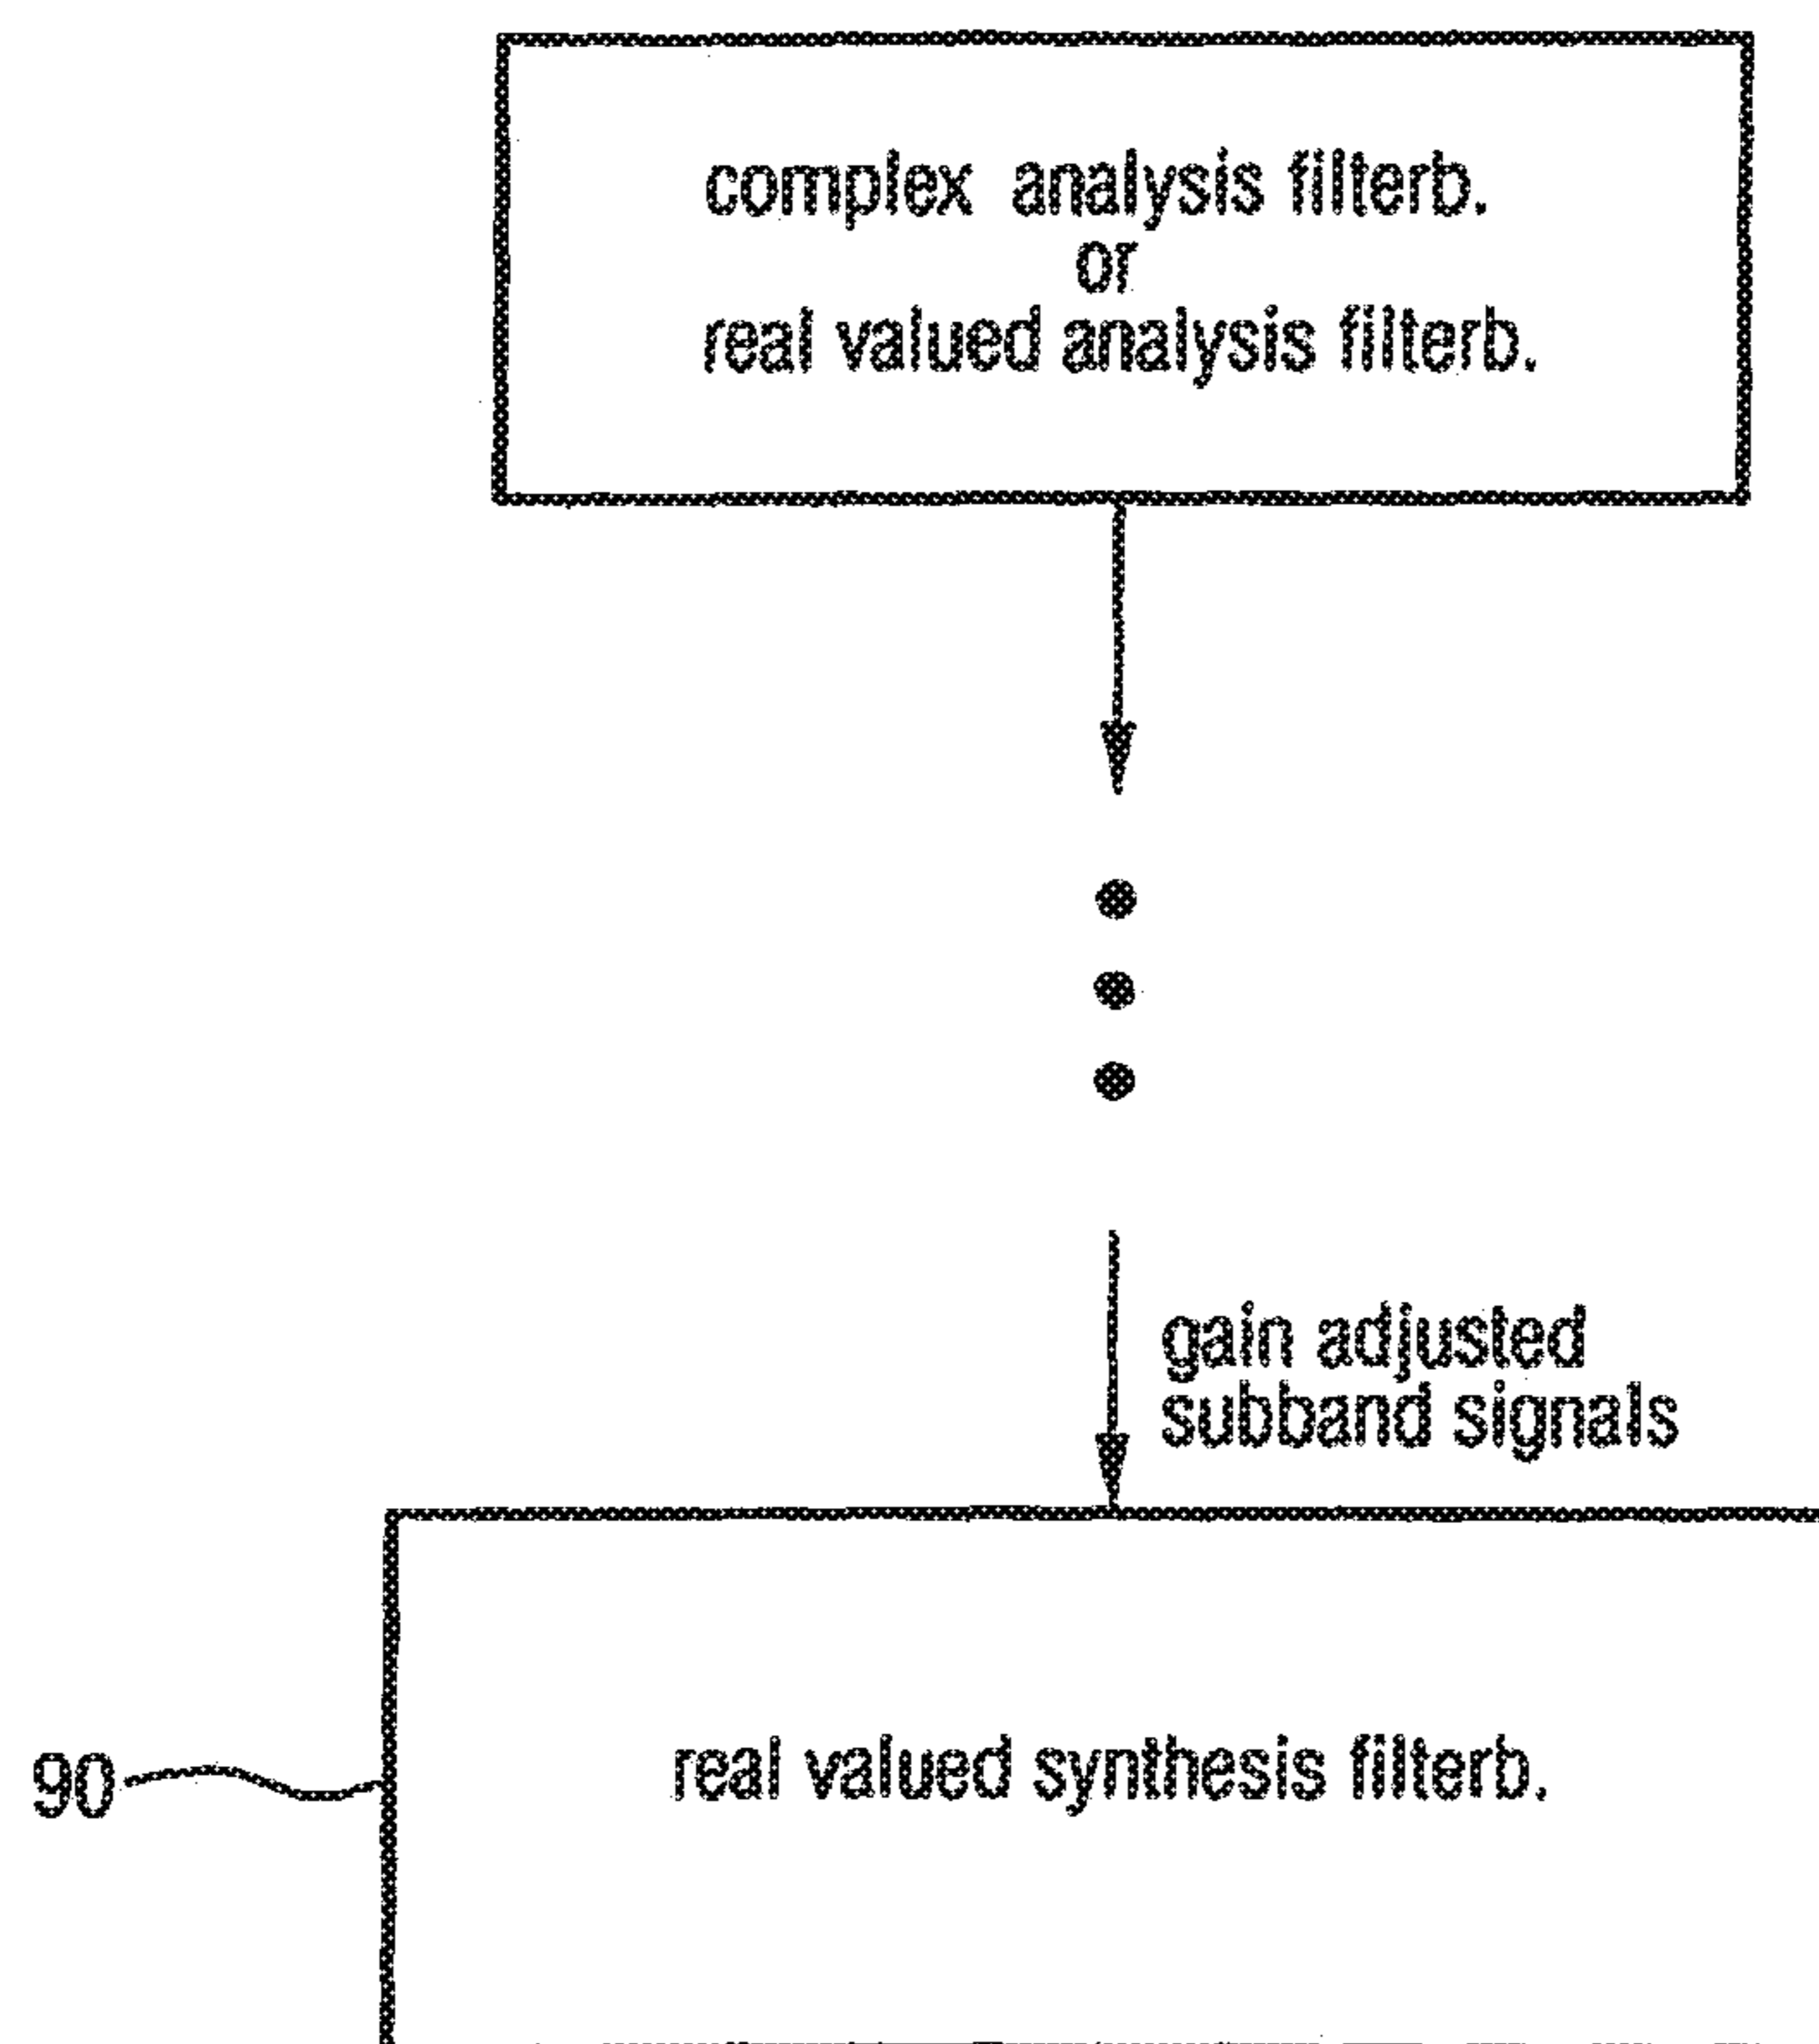 complex analysis filterb.
or
real valued analysis filterb.
gain adjusted
subband signals
90
real valued synthesis filterb.